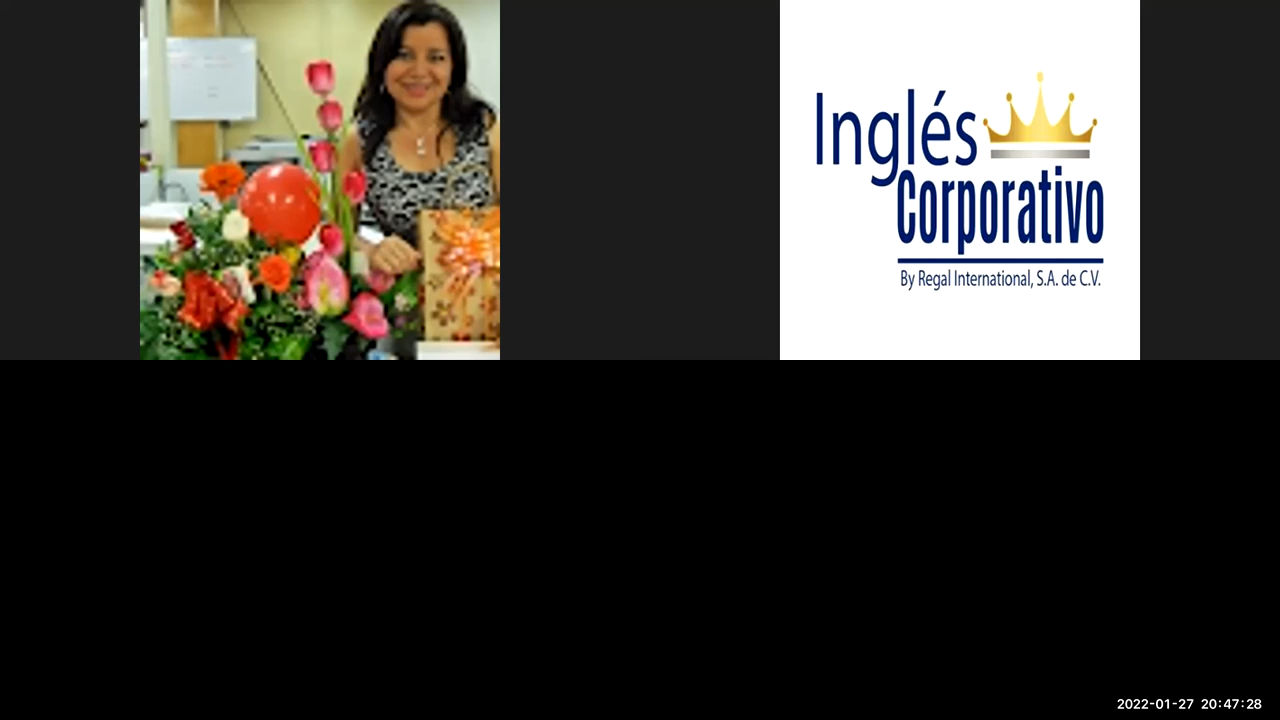 Inglés
Corporativo
By Regal International, S.A. de C.V.
2022-01-27 20:47:28